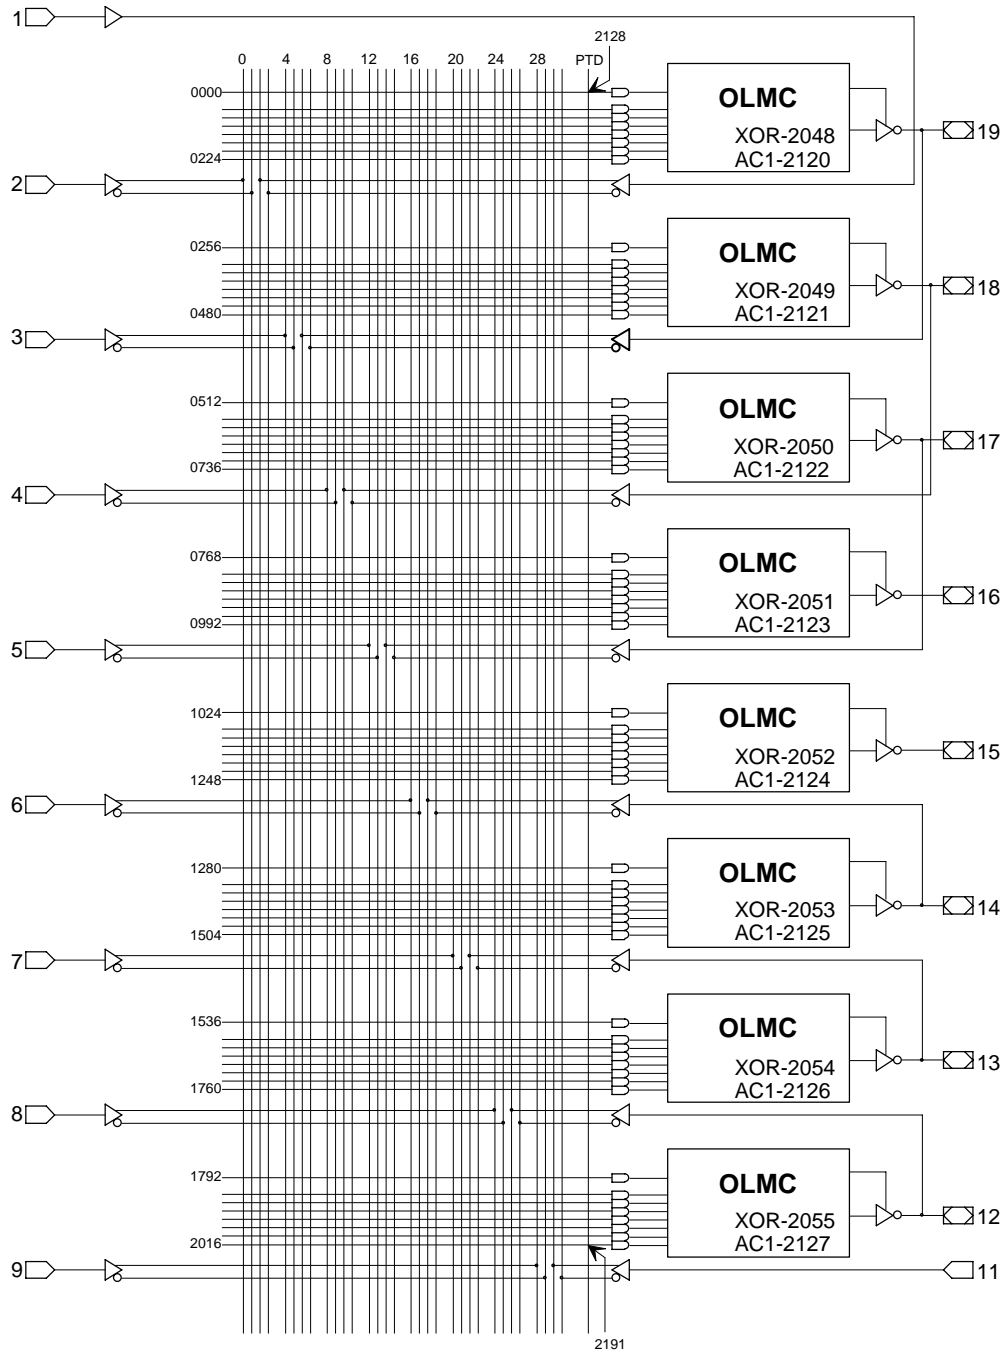 1
2128
0 4 8 12 16 20 24 28 PTD
0000
OLMC
XOR-2048
AC1-2120
19
0224
2
0256
OLMC
XOR-2049
AC1-2121
18
0480
3
0512
OLMC
XOR-2050
AC1-2122
17
0736
4
0768
OLMC
XOR-2051
AC1-2123
16
0992
5
1024
OLMC
XOR-2052
AC1-2124
15
1248
6
1280
OLMC
XOR-2053
AC1-2125
14
1504
7
1536
OLMC
XOR-2054
AC1-2126
13
1760
8
1792
OLMC
XOR-2055
AC1-2127
12
2016
9
11
2191